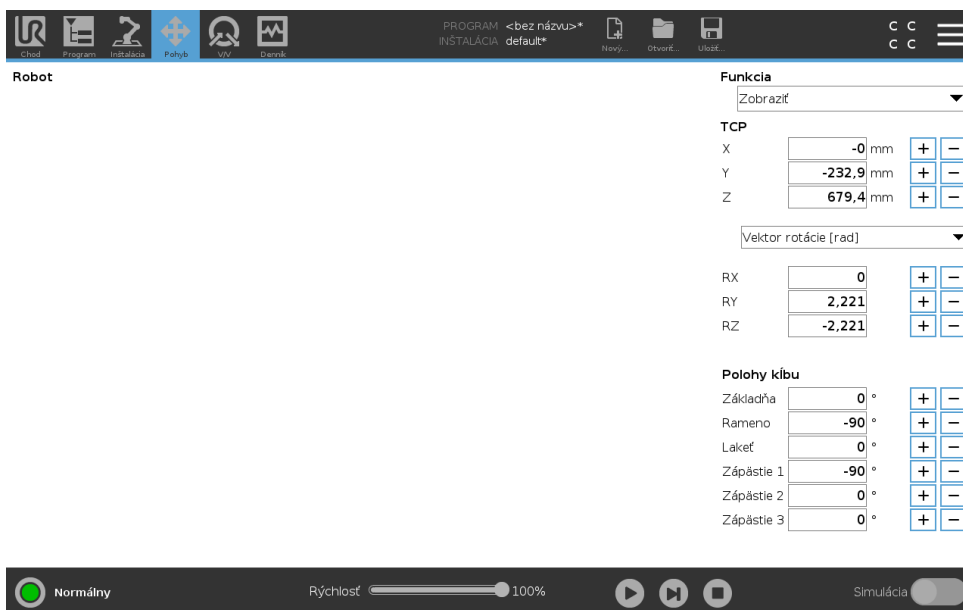 PROGRAM <bez názvu>*
INŠTALÁCIA default*
Chod Program Inštalácia Pohyb V/V Denník Nový... Otvoriť... Uložiť...
C C
C C
Robot
Funkcia
Zobraziť
TCP
X -0 mm + −
Y -232,9 mm + −
Z 679,4 mm + −
Vektor rotácie [rad]
RX 0 + −
RY 2,221 + −
RZ -2,221 + −
Polohy kĺbu
Základňa 0 ° + −
Rameno -90 ° + −
Lakeť 0 ° + −
Zápästie 1 -90 ° + −
Zápästie 2 0 ° + −
Zápästie 3 0 ° + −
Normálny Rýchlosť 100% Simulácia